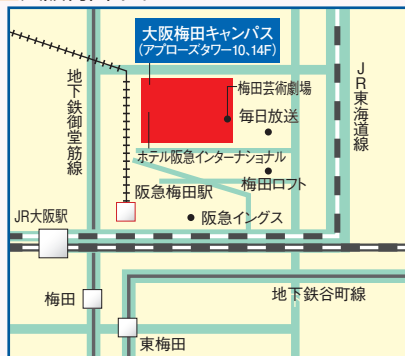 大阪梅田キャンパス
(アプローズタワー10、14F)
地下鉄御堂筋線
JR東海道線
梅田芸術劇場
毎日放送
ホテル阪急インターナショナル
阪急梅田駅
梅田ロフト
阪急イングス
JR大阪駅
梅田
地下鉄谷町線
東梅田